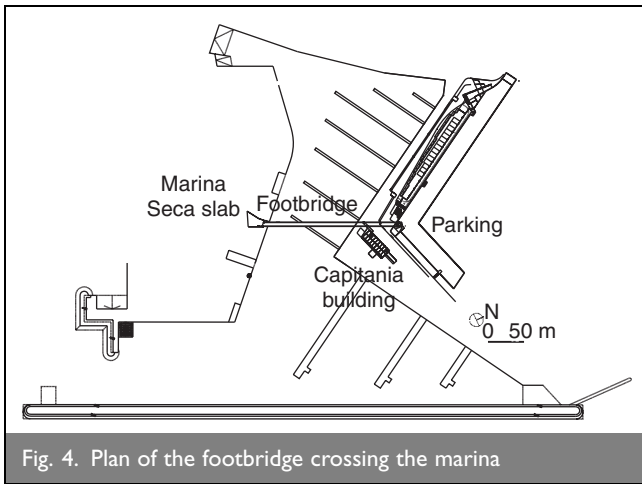 Marina
Seca slab
Footbridge
Parking
Capitania
building
N
0 50 m
Fig. 4. Plan of the footbridge crossing the marina